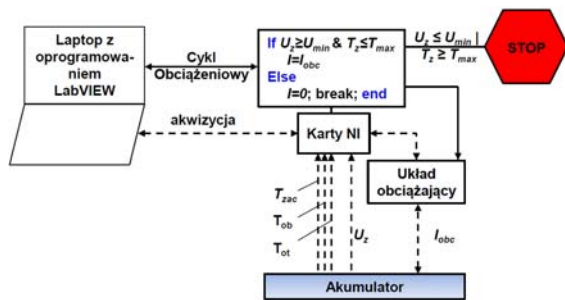 Laptop z
oprogramowa-
niem
LabVIEW
Cykl
Obciążeniowy
If Uz≥Umin & Tz≤Tmax
I=Iobc
Else
I=0; break; end
Uz ≤ Umin |
Tz ≥ Tmax
STOP
akwizycja
Karty NI
Układ
obciążający
Tzac
Tob
Tot
Uz
Iobc
Akumulator